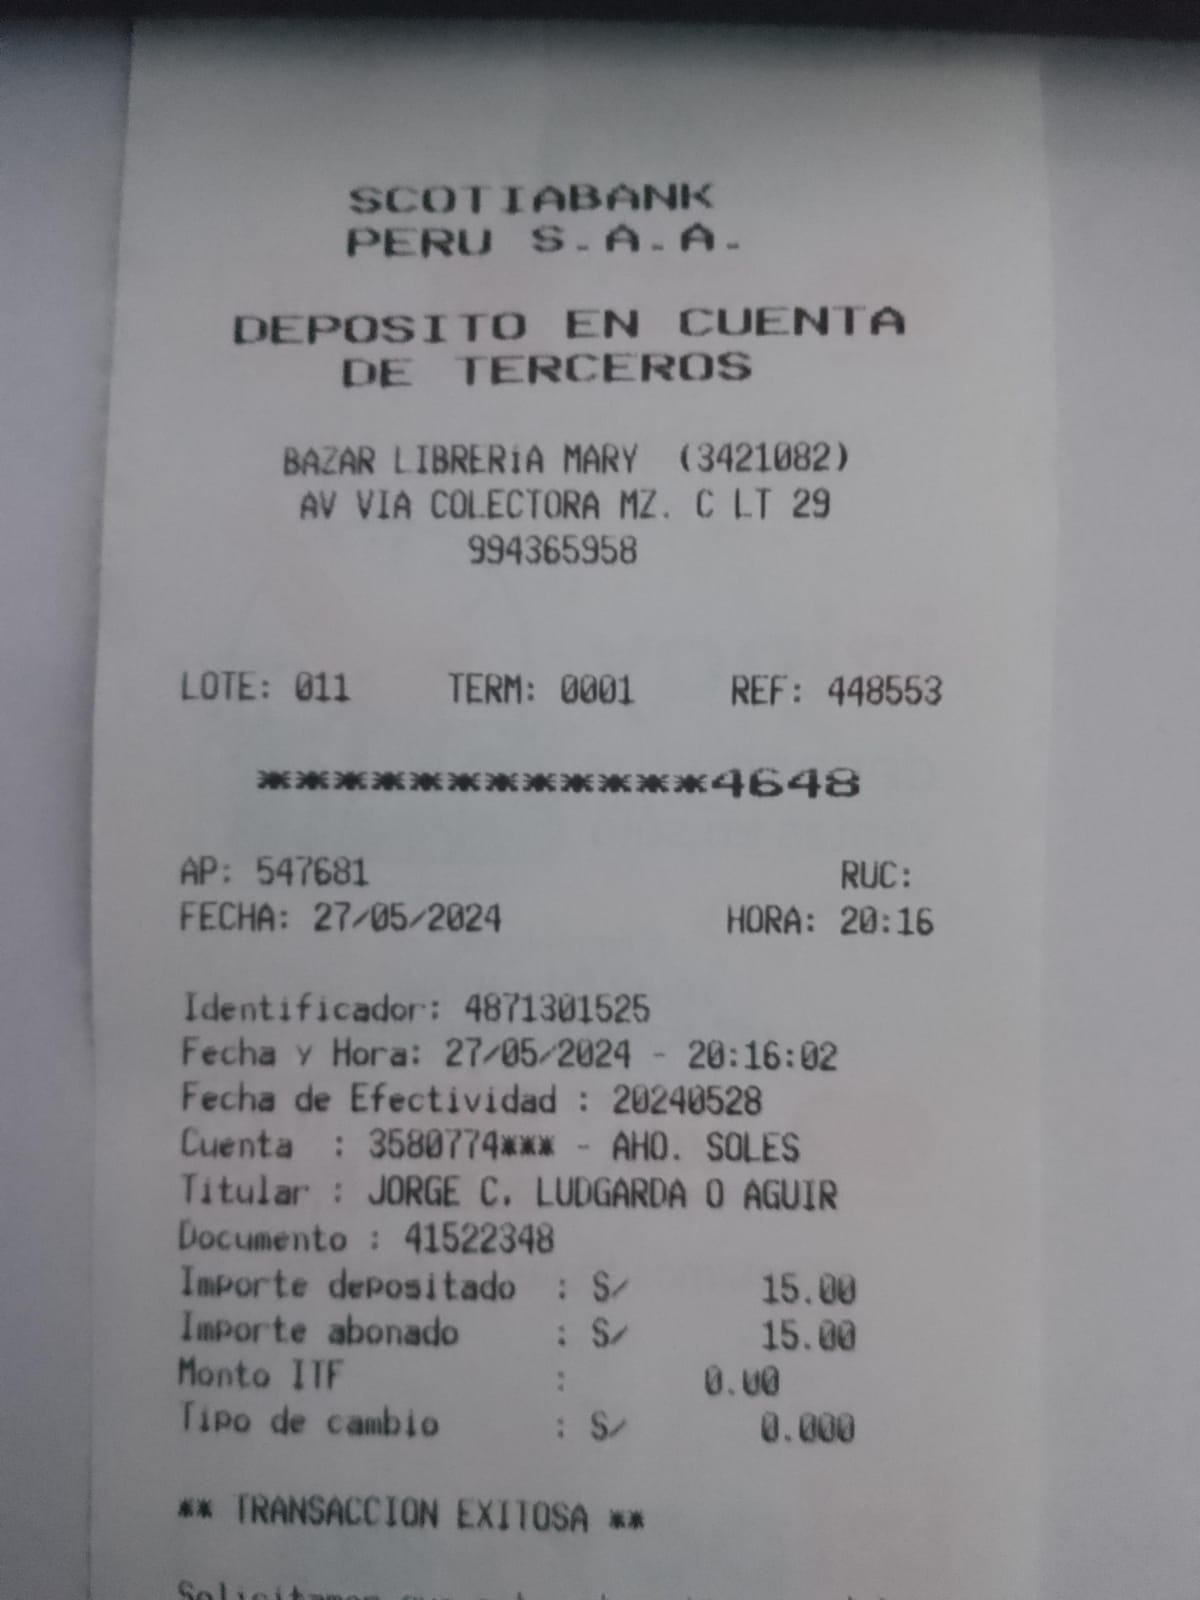 SCOTIABANK
PERU S.A.A.
DEPOSITO EN CUENTA
DE TERCEROS
BAZAR LIBRERiA MARY (3421082)
AV VIA COLECTORA MZ. C LT 29
994365958
LOTE: 011 TERM: 0001 REF: 448553
************4648
AP: 547681 RUC:
FECHA: 27/05/2024 HORA: 20:16
Identificador: 4871301525
Fecha y Hora: 27/05/2024 - 20:16:02
Fecha de Efectividad : 20240528
Cuenta : 3580774*** - AHO. SOLES
Titular : JORGE C. LUDGARDA O AGUIR
Documento : 41522348
Importe depositado : S/ 15.00
Importe abonado : S/ 15.00
Monto ITF : 0.00
Tipo de cambio : S/ 0.000
** TRANSACCION EXITOSA **
Solicitamos que